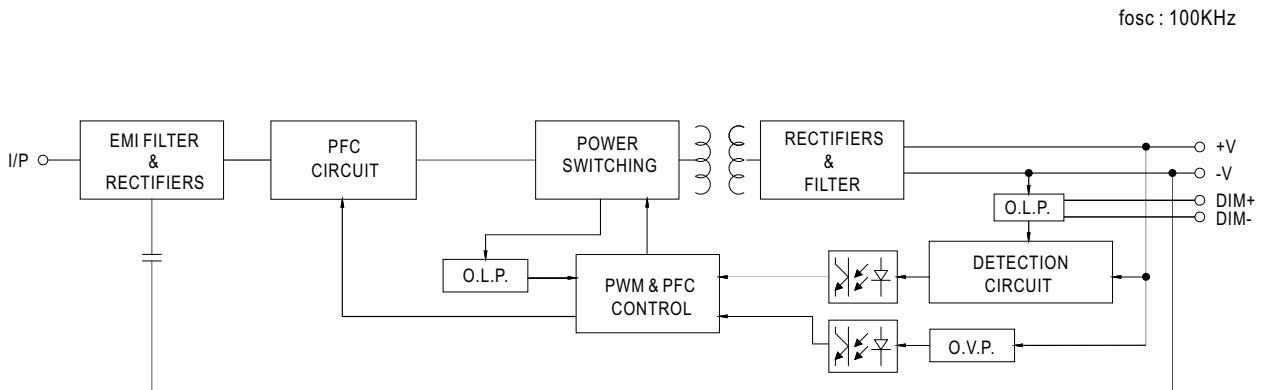 fosc : 100KHz
I/P
EMI FILTER
&
RECTIFIERS
PFC
CIRCUIT
POWER
SWITCHING
RECTIFIERS
&
FILTER
+V
-V
O.L.P.
DIM+
DIM-
O.L.P.
PWM & PFC
CONTROL
DETECTION
CIRCUIT
O.V.P.